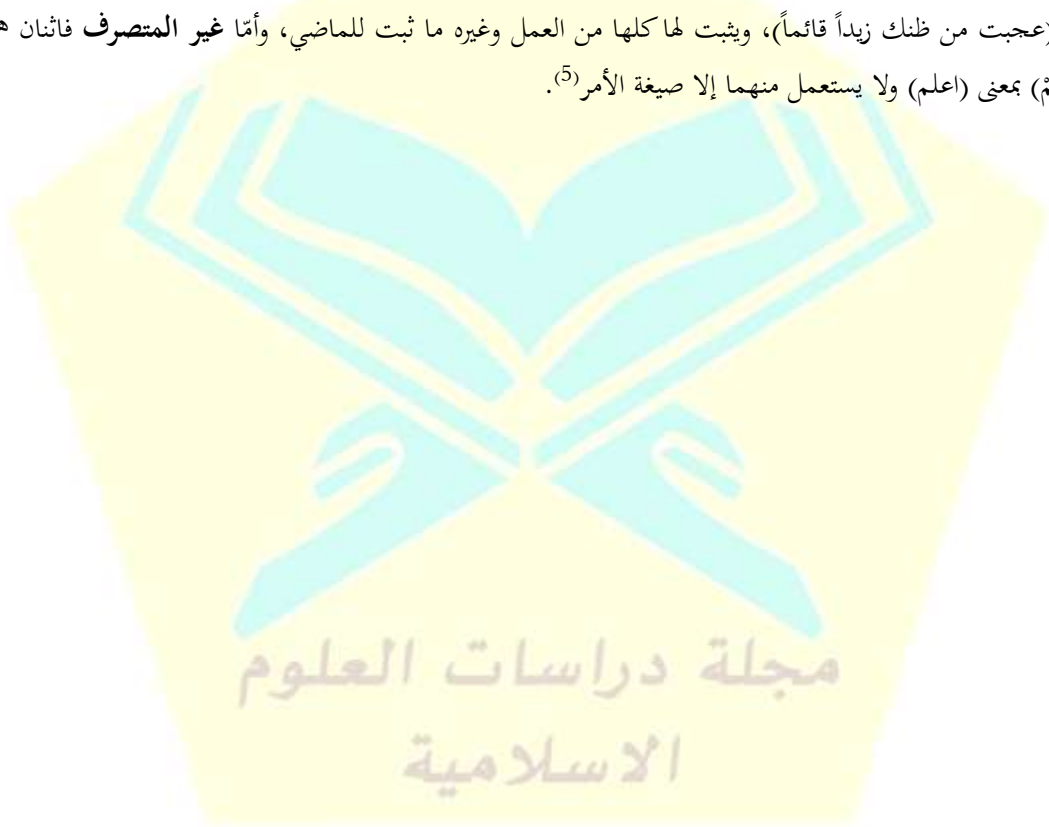 (عجبت من ظنك زيداً قائماً)، ويثبت لها كلها من العمل وغيره ما ثبت للماضي، وأمّا غير المتصرف فاثنان
بمعنى (اعلم) ولا يستعمل منهما إلا صيغة الأمر(5).
مجلة دراسات العلوم
الاسلامية